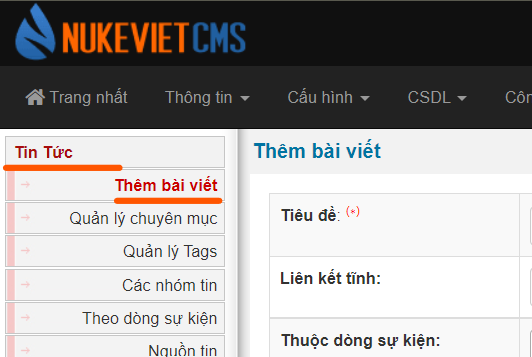 NUKEVIETCMS
Trang nhất Thông tin Cấu hình CSDL
Tin Tức
Thêm bài viết
Quản lý chuyên mục
Quản lý Tags
Các nhóm tin
Theo dòng sự kiện
Nguồn tin
Thêm bài viết
Tiêu đề: (*)
Liên kết tĩnh:
Thuộc dòng sự kiện: